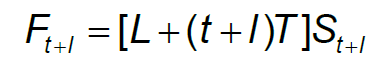 F_{t+l} = [L + (t + l)T]S_{t+l}